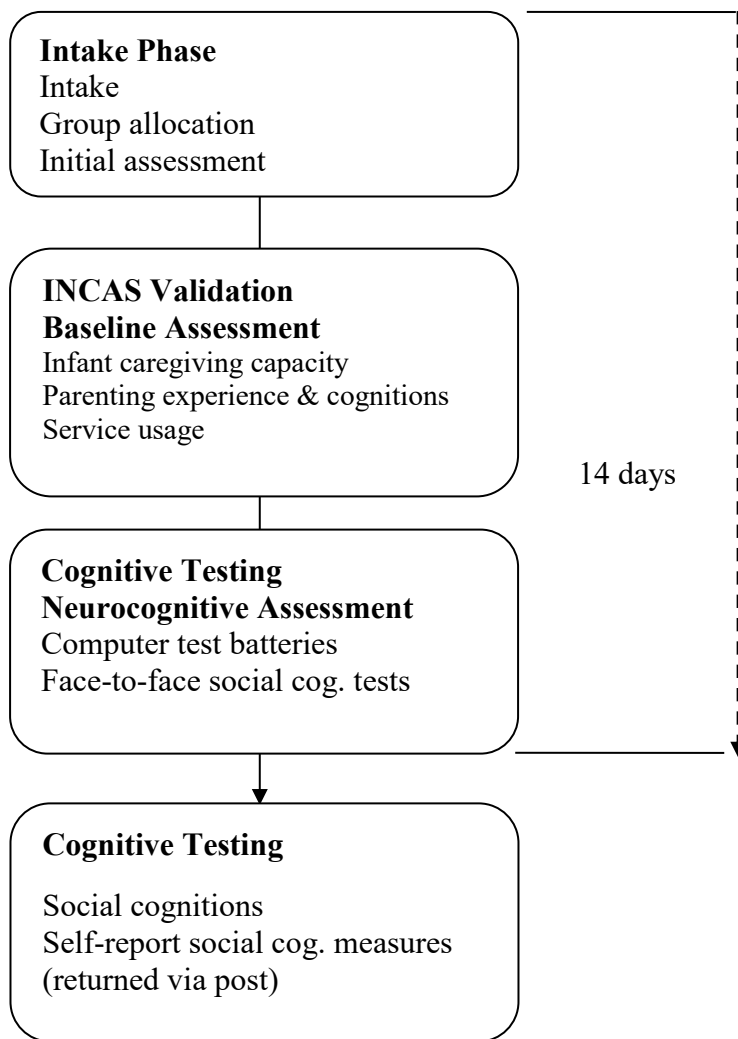 Intake Phase
Intake
Group allocation
Initial assessment
INCAS Validation
Baseline Assessment
Infant caregiving capacity
Parenting experience & cognitions
Service usage
14 days
Cognitive Testing
Neurocognitive Assessment
Computer test batteries
Face-to-face social cog. tests
Cognitive Testing
Social cognitions
Self-report social cog. measures
(returned via post)